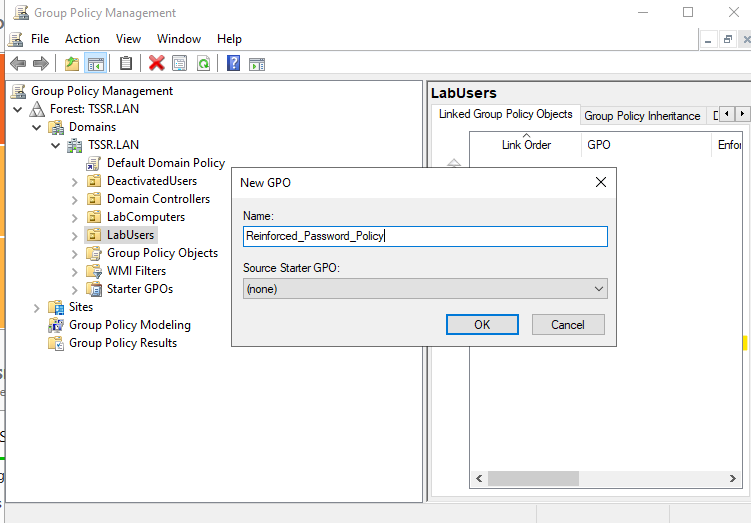 Group Policy Management
File Action View Window Help
Group Policy Management
Forest: TSSR.LAN
Domains
TSSR.LAN
Default Domain Policy
DeactivatedUsers
Domain Controllers
LabComputers
LabUsers
Group Policy Objects
WMI Filters
Starter GPOs
Sites
Group Policy Modeling
Group Policy Results
LabUsers
Linked Group Policy Objects Group Policy Inheritance D
Link Order GPO Enfor
New GPO
Name:
Reinforced_Password_Policy
Source Starter GPO:
(none)
OK Cancel